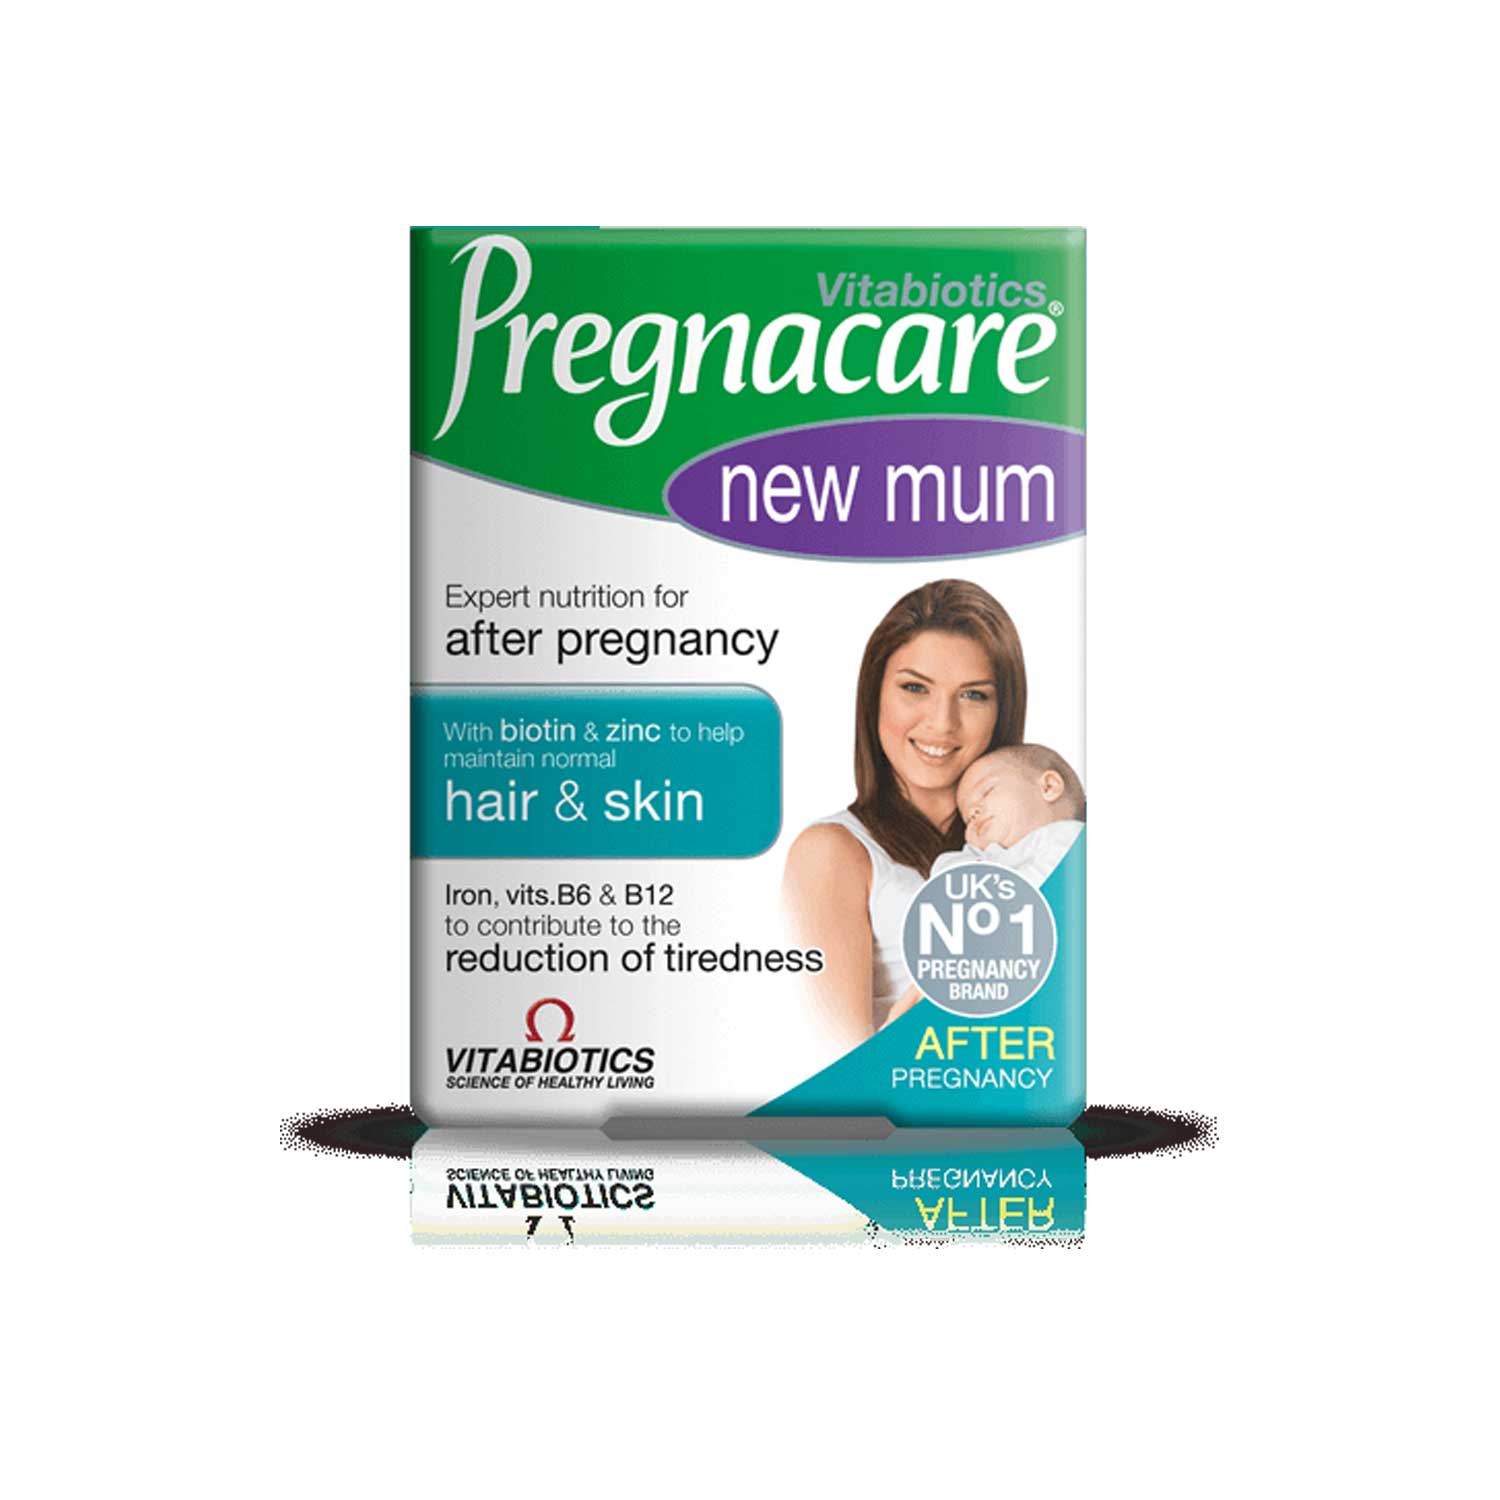 Vitabiotics
Pregnacare®
new mum
Expert nutrition for
after pregnancy
With biotin & zinc to help
maintain normal
hair & skin
Iron, vits.B6 & B12
to contribute to the
reduction of tiredness
VITABIOTICS
SCIENCE OF HEALTHY LIVING
UK's
Nº1
PREGNANCY
BRAND
AFTER
PREGNANCY